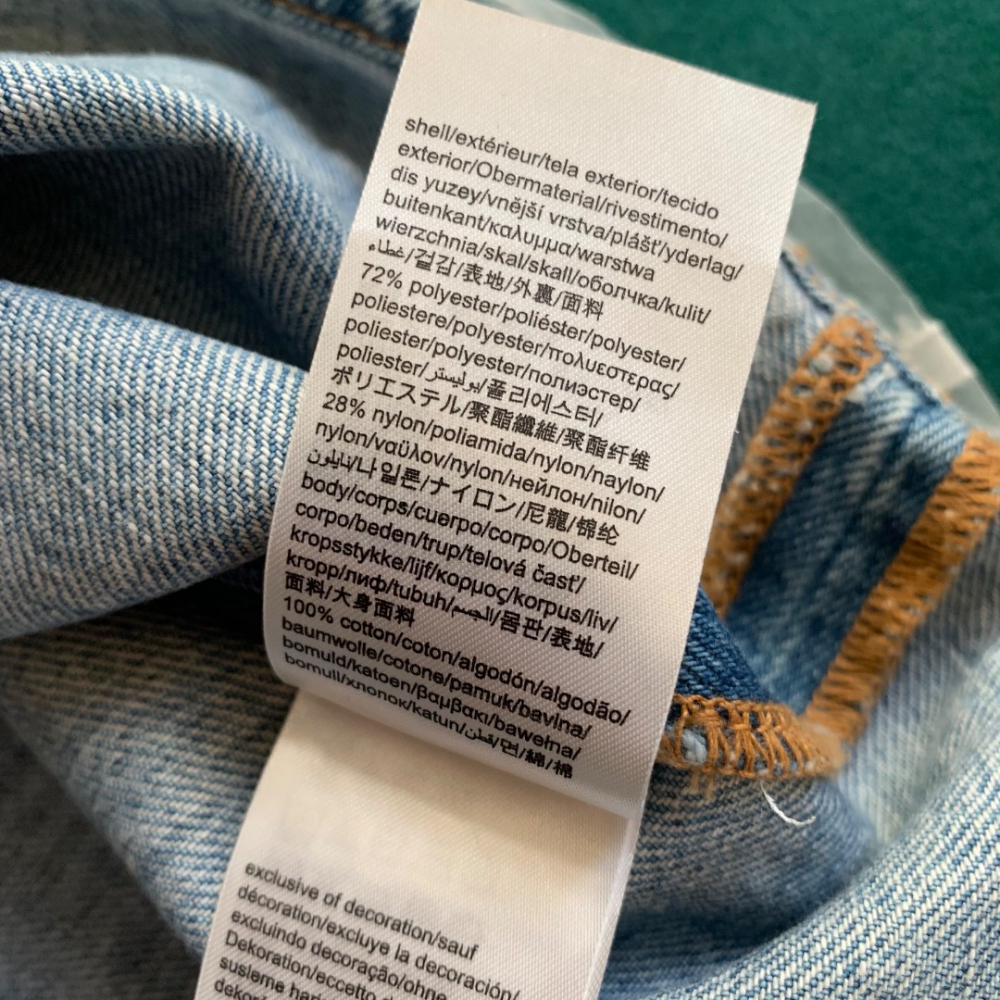 shell/extérieur/tela exterior/tecido
exterior/Obermaterial/rivestimento/
dis yuzey/vnější vrstva/plášť/yderlag/
buitenkant/καλυμμα/warstwa
wierzchnia/skal/skall/оболчка/kulit/
غطاء/겉감/表地/外裏/面料
72% polyester/poliéster/polyester/
poliestere/polyester/πολυεστερας/
poliester/polyester/полиэстер/
poliester/بوليستر/폴리에스터/
ポリエステル/聚酯纖維/聚酯纤维
28% nylon/poliamida/nylon/naylon/
nylon/ναϋλον/nylon/нейлон/nilon/
نايلون/나일론/ナイロン/尼龍/锦纶
body/corps/cuerpo/corpo/Oberteil/
corpo/beden/trup/telová časť/
kropsstykke/lijf/κορμος/korpus/liv/
kropp/лиф/tubuh/الجسم/몸판/表地/
面料/大身面料
100% cotton/coton/algodón/algodão/
baumwolle/cotone/pamuk/bavlna/
bomuld/katoen/βαμβακι/bawełna/
bomull/хлопок/katun/قطن/면/綿/棉
exclusive of decoration/sauf
décoration/excluye la decoración/
excluindo decoração/ohne
Dekoration/eccetto
susleme